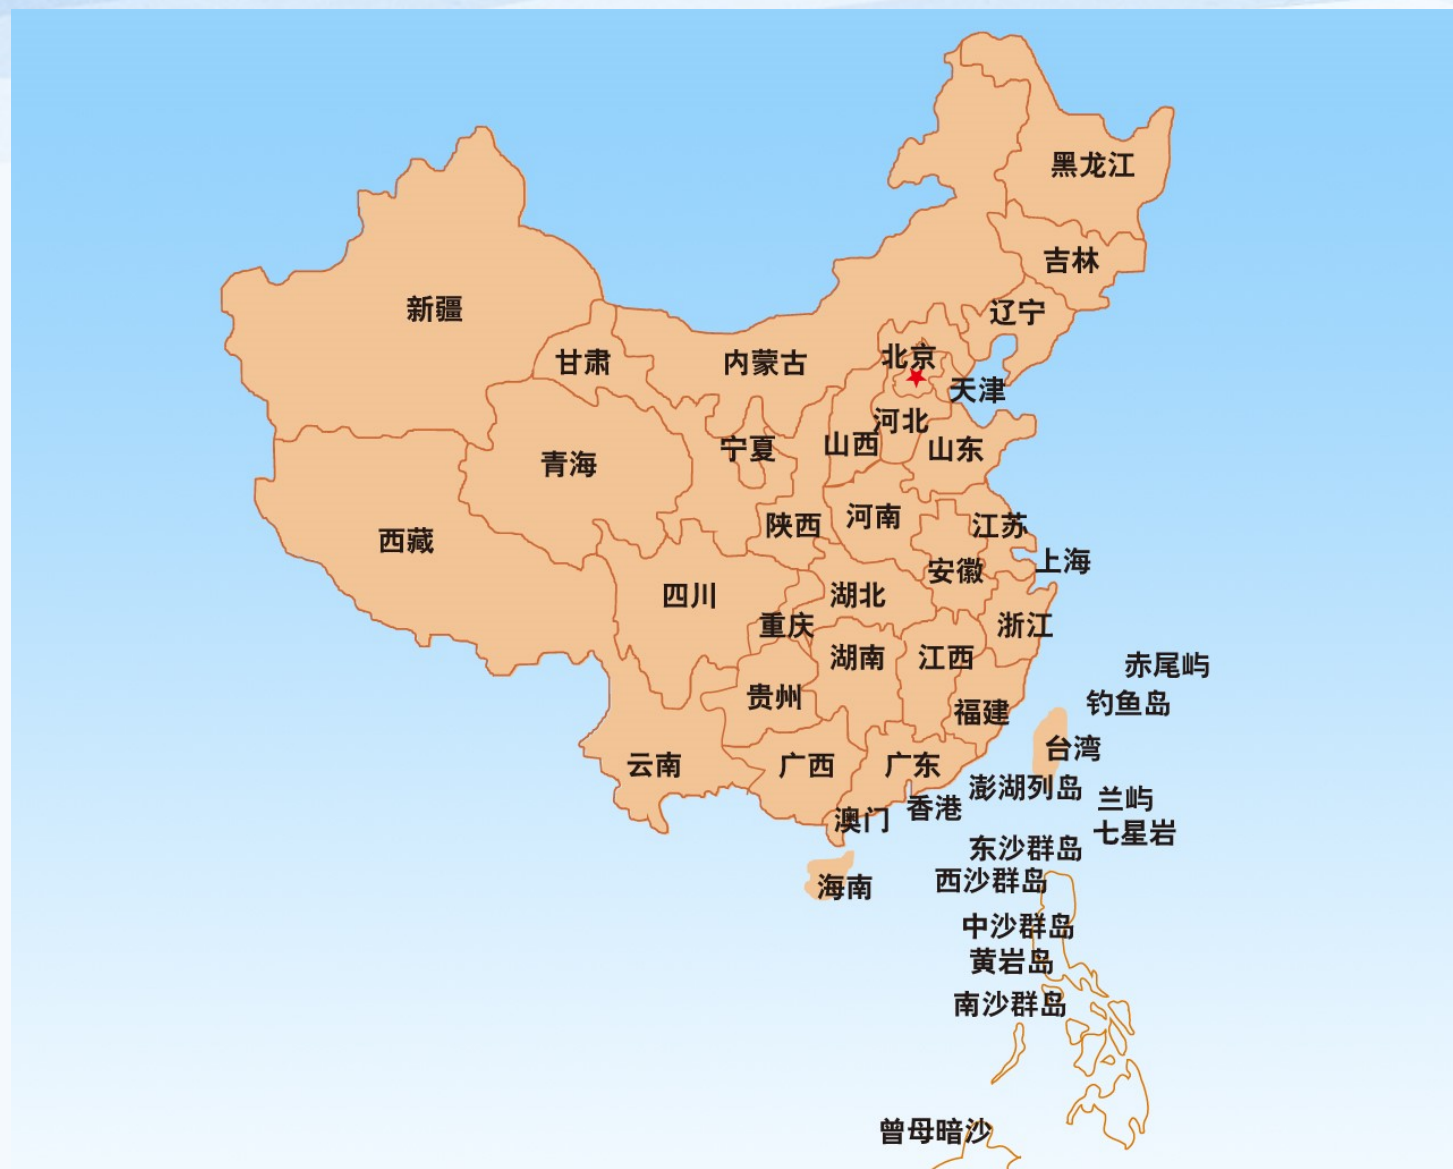 黑龙江
吉林
辽宁
新疆
甘肃
内蒙古
北京
天津
河北
山西
山东
宁夏
青海
陕西
河南
江苏
西藏
安徽
上海
四川
湖北
重庆
浙江
湖南
江西
赤尾屿
贵州
钓鱼岛
福建
台湾
云南
广西
广东
澎湖列岛
兰屿
香港
澳门
七星岩
东沙群岛
西沙群岛
海南
中沙群岛
黄岩岛
南沙群岛
曾母暗沙